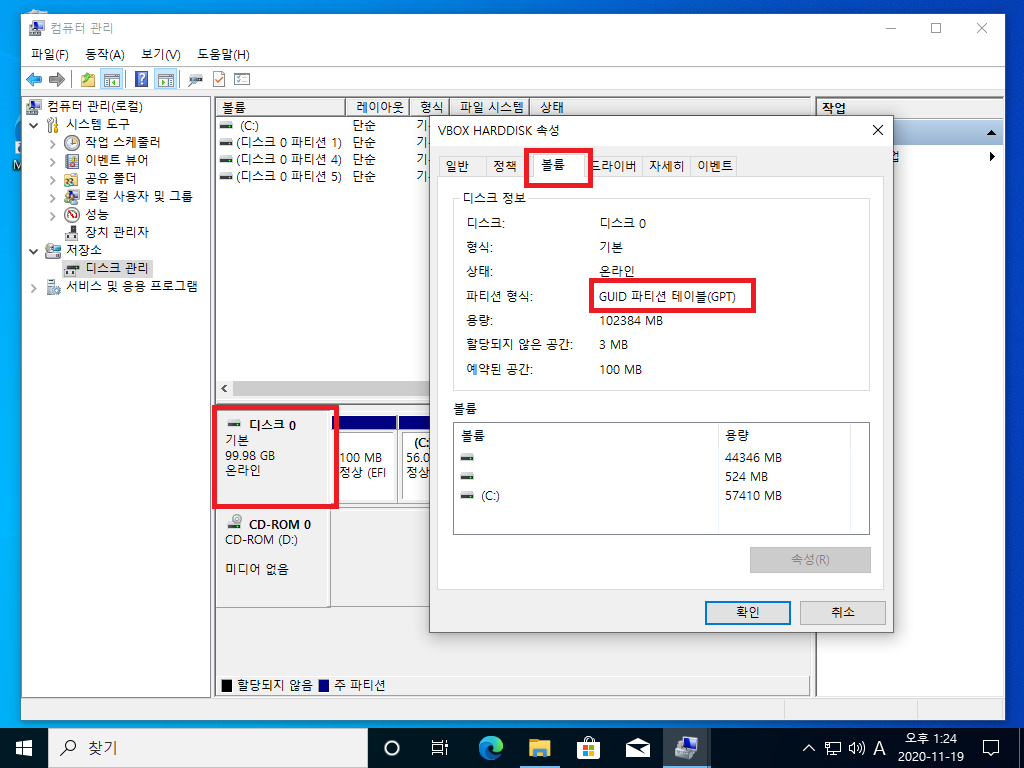 컴퓨터 관리
파일(F) 동작(A) 보기(V) 도움말(H)
컴퓨터 관리(로컬)
시스템 도구
작업 스케줄러
이벤트 뷰어
공유 폴더
로컬 사용자 및 그룹
성능
장치 관리자
저장소
디스크 관리
서비스 및 응용 프로그램
볼륨 레이아웃 형식 파일 시스템 상태
(C:) 단순
(디스크 0 파티션 1) 단순
(디스크 0 파티션 4) 단순
(디스크 0 파티션 5) 단순
작업
VBOX HARDDISK 속성
일반 정책 볼륨 드라이버 자세히 이벤트
디스크 정보
디스크: 디스크 0
형식: 기본
상태: 온라인
파티션 형식: GUID 파티션 테이블(GPT)
용량: 102384 MB
할당되지 않은 공간: 3 MB
예약된 공간: 100 MB
볼륨
볼륨 용량
44346 MB
524 MB
(C:) 57410 MB
속성(R)
확인 취소
디스크 0
기본
99.98 GB
온라인
100 MB
정상 (EFI
(C:
56.0
정상
CD-ROM 0
CD-ROM (D:)
미디어 없음
할당되지 않음 주 파티션
찾기
A
오후 1:24
2020-11-19